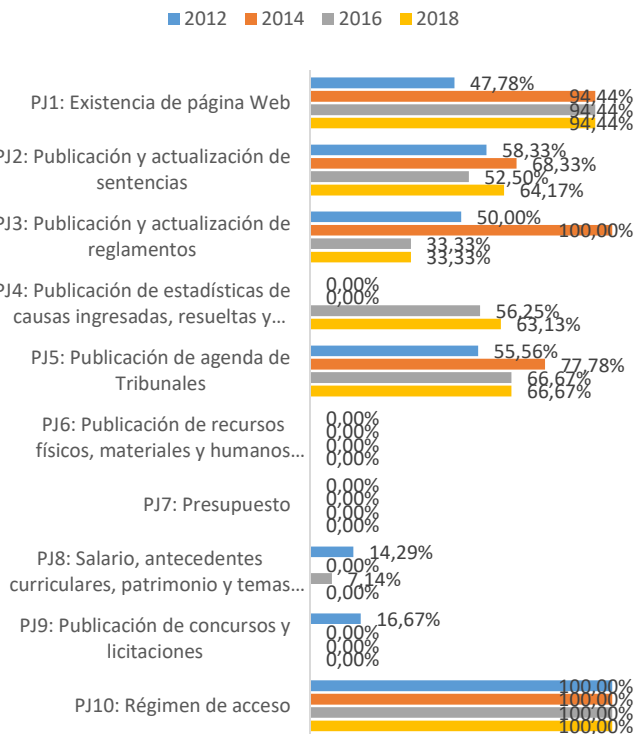 2012 2014 2016 2018
PJ1: Existencia de página Web
47,78%
94,44%
94,44%
94,44%
PJ2: Publicación y actualización de
sentencias
58,33%
68,33%
52,50%
64,17%
PJ3: Publicación y actualización de
reglamentos
50,00%
100,00%
33,33%
33,33%
PJ4: Publicación de estadísticas de
causas ingresadas, resueltas y...
0,00%
0,00%
56,25%
63,13%
PJ5: Publicación de agenda de
Tribunales
55,56%
77,78%
66,67%
66,67%
PJ6: Publicación de recursos
físicos, materiales y humanos...
0,00%
0,00%
0,00%
0,00%
PJ7: Presupuesto
0,00%
0,00%
0,00%
0,00%
PJ8: Salario, antecedentes
curriculares, patrimonio y temas...
14,29%
0,00%
7,14%
0,00%
PJ9: Publicación de concursos y
licitaciones
16,67%
0,00%
0,00%
0,00%
PJ10: Régimen de acceso
100,00%
100,00%
100,00%
100,00%